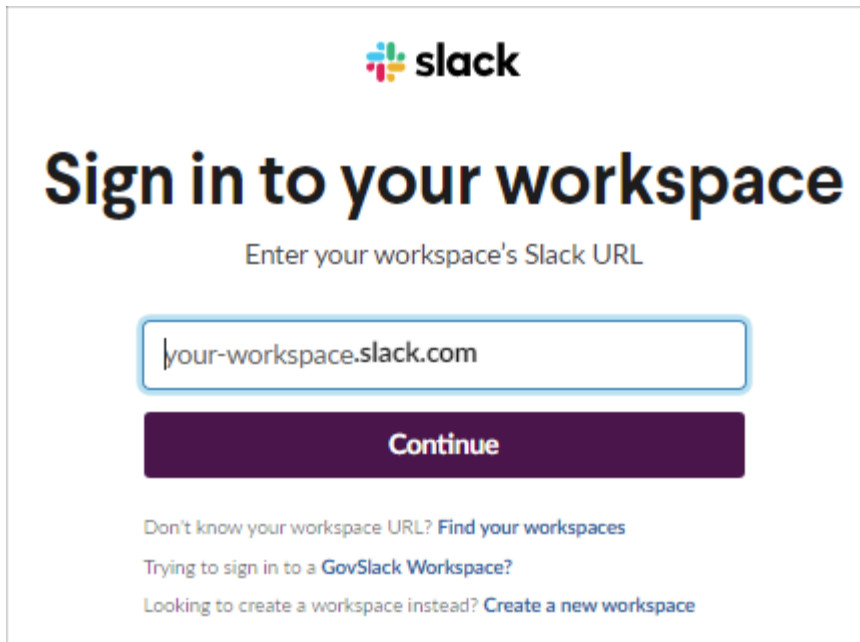 slack
Sign in to your workspace
Enter your workspace's Slack URL
your-workspace.slack.com
Continue
Don't know your workspace URL? Find your workspaces
Trying to sign in to a GovSlack Workspace?
Looking to create a workspace instead? Create a new workspace